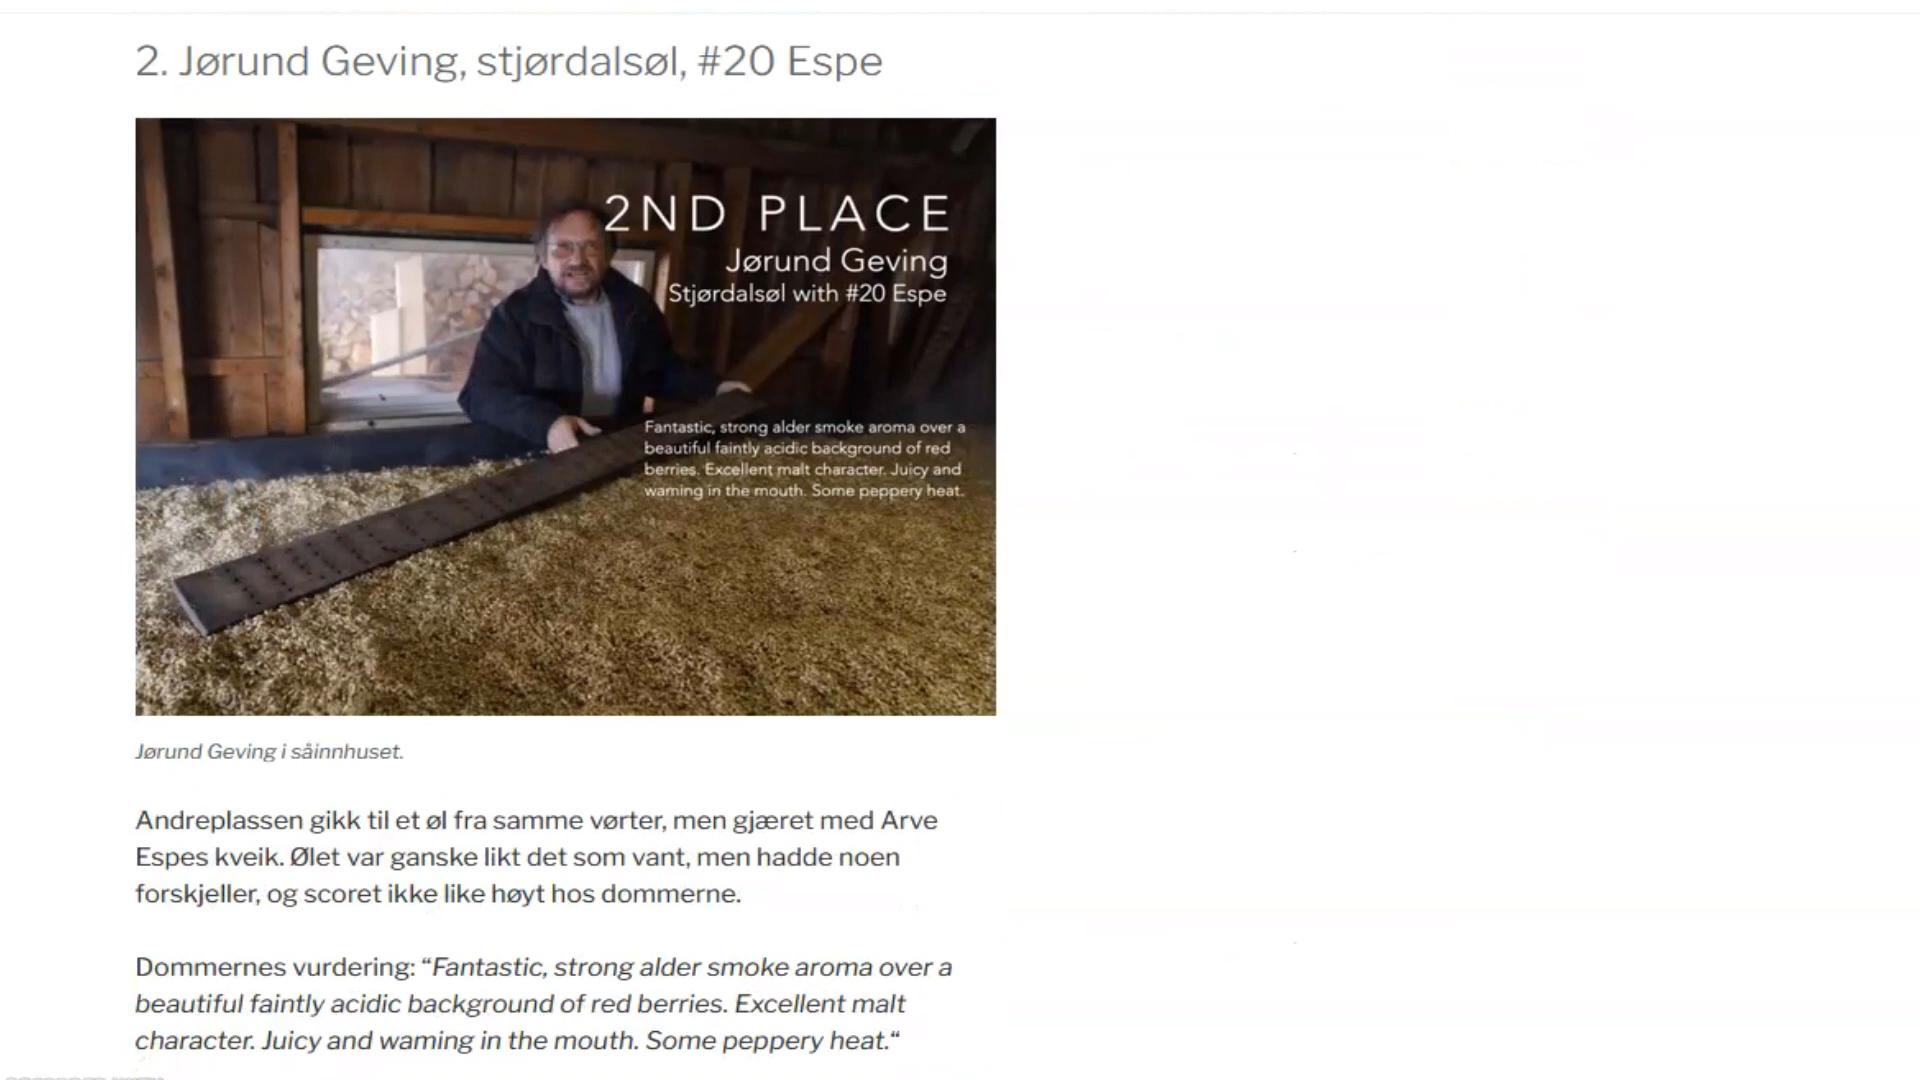 2. Jørund Geving, stjørdalsøl, #20 Espe
2ND PLACE
Jørund Geving
Stjørdalsøl with #20 Espe
Fantastic, strong alder smoke aroma over a
beautiful faintly acidic background of red
berries. Excellent malt character. Juicy and
waming in the mouth. Some peppery heat.
Jørund Geving i såinnhuset.
Andreplassen gikk til et øl fra samme vørter, men gjæret med Arve
Espes kveik. Ølet var ganske likt det som vant, men hadde noen
forskjeller, og scoret ikke like høyt hos dommerne.
Dommernes vurdering: “Fantastic, strong alder smoke aroma over a
beautiful faintly acidic background of red berries. Excellent malt
character. Juicy and waming in the mouth. Some peppery heat.“